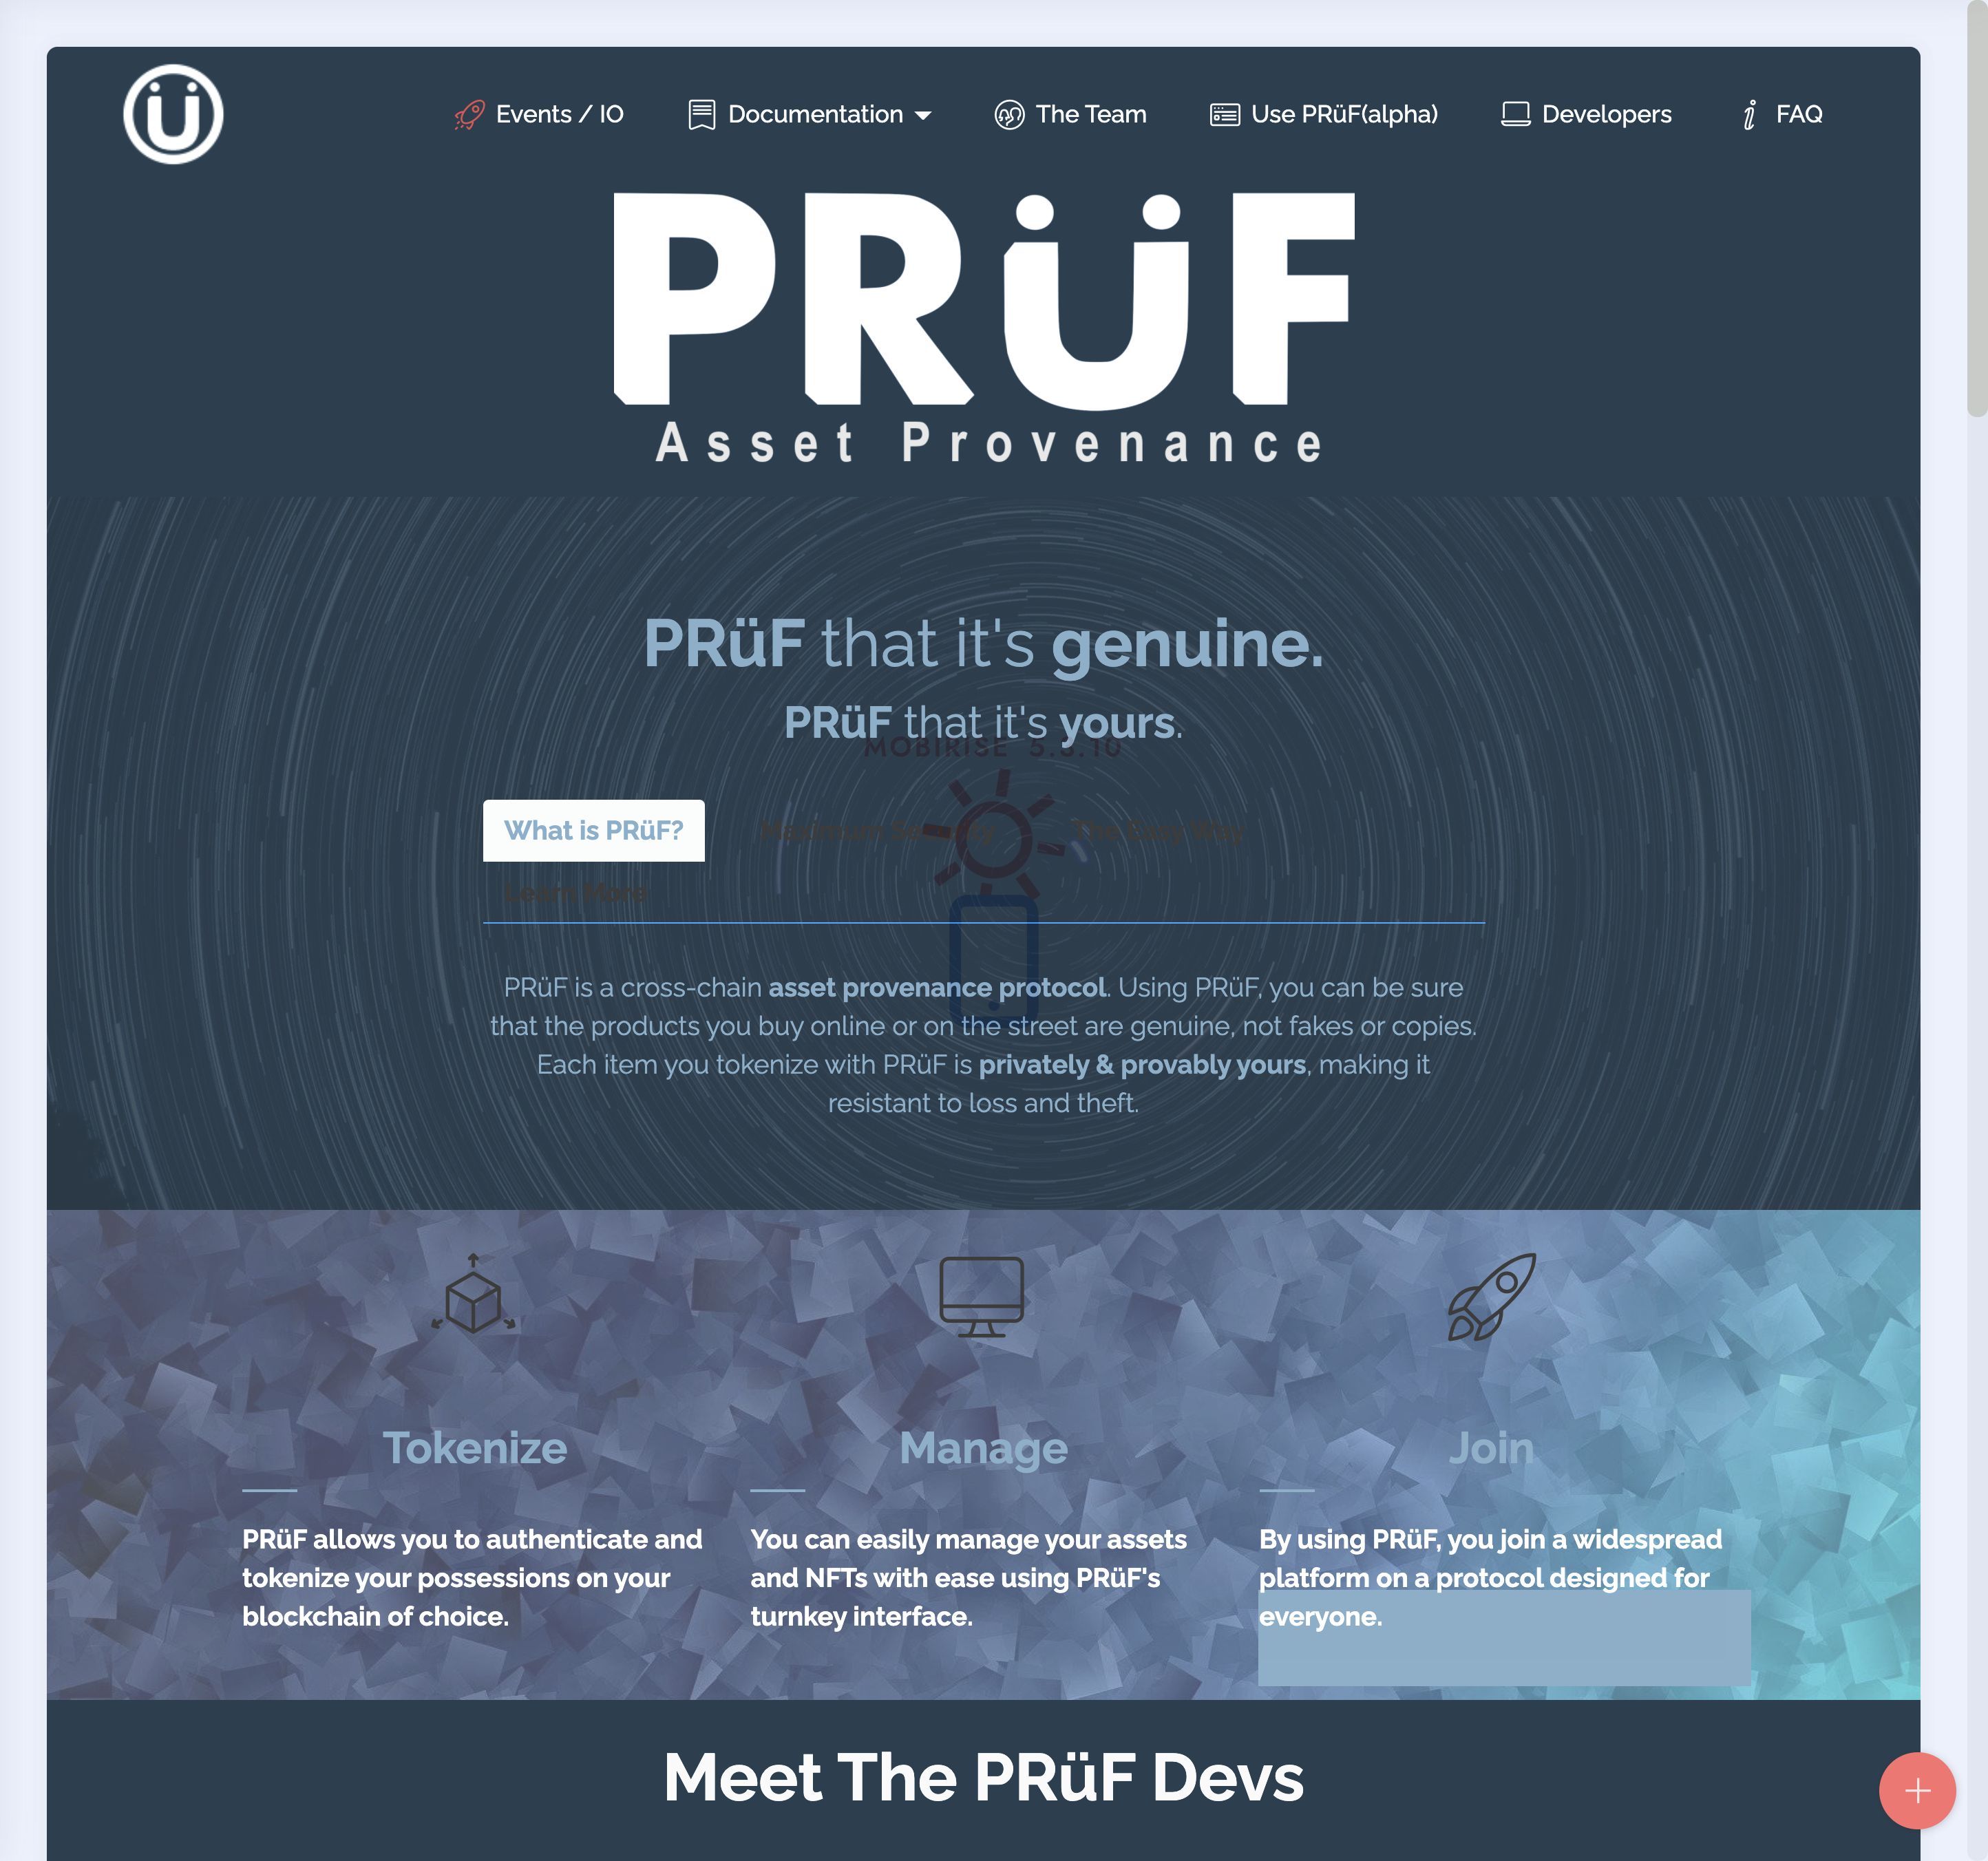 Ü
Events / IO
Documentation
The Team
Use PRüF(alpha)
Developers
FAQ
PRÜF
Asset Provenance
PRüF that it's genuine.
PRüF that it's yours.
MOBIRISE 5.5.10
What is PRüF?
Maximum Security
The Easy Way
Learn More
PRüF is a cross-chain asset provenance protocol. Using PRüF, you can be sure
that the products you buy online or on the street are genuine, not fakes or copies.
Each item you tokenize with PRüF is privately & provably yours, making it
resistant to loss and theft.
Tokenize
PRüF allows you to authenticate and
tokenize your possessions on your
blockchain of choice.
Manage
You can easily manage your assets
and NFTs with ease using PRüF's
turnkey interface.
Join
By using PRüF, you join a widespread
platform on a protocol designed for
everyone.
Meet The PRüF Devs